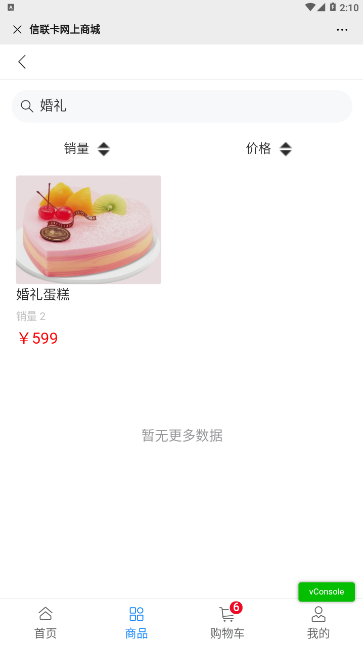 A
2:10
信联卡网上商城
婚礼
销量
价格
婚礼蛋糕
销量 2
￥599
暂无更多数据
vConsole
6
首页
商品
购物车
我的